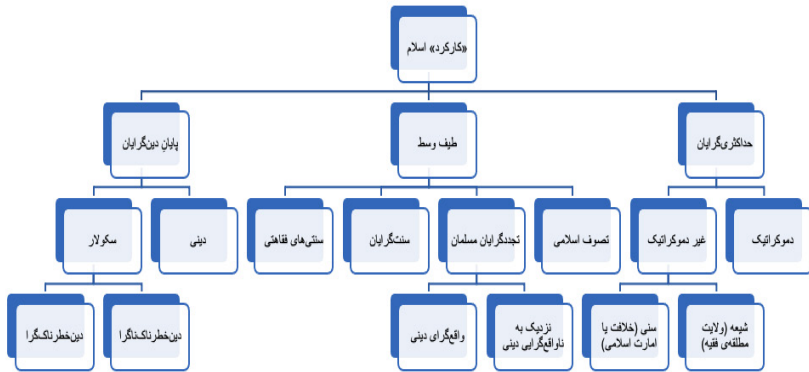 «کارکرد» اسلام
حداکثری‌گرایان
طیف وسط
پایانِ دین‌گرایان
دموکراتیک
غیر دموکراتیک
تصوف اسلامی
تجددگرایان مسلمان
سنت‌گرایان
سنتی‌های فقاهتی
دینی
سکولار
شیعه (ولایت
مطلقه‌ی فقیه)
سنی (خلافت یا
امارت اسلامی)
نزدیک به
ناواقع‌گرایی دینی
واقع‌گرای دینی
دین‌خطرناک‌ناگرا
دین‌خطرناک‌گرا